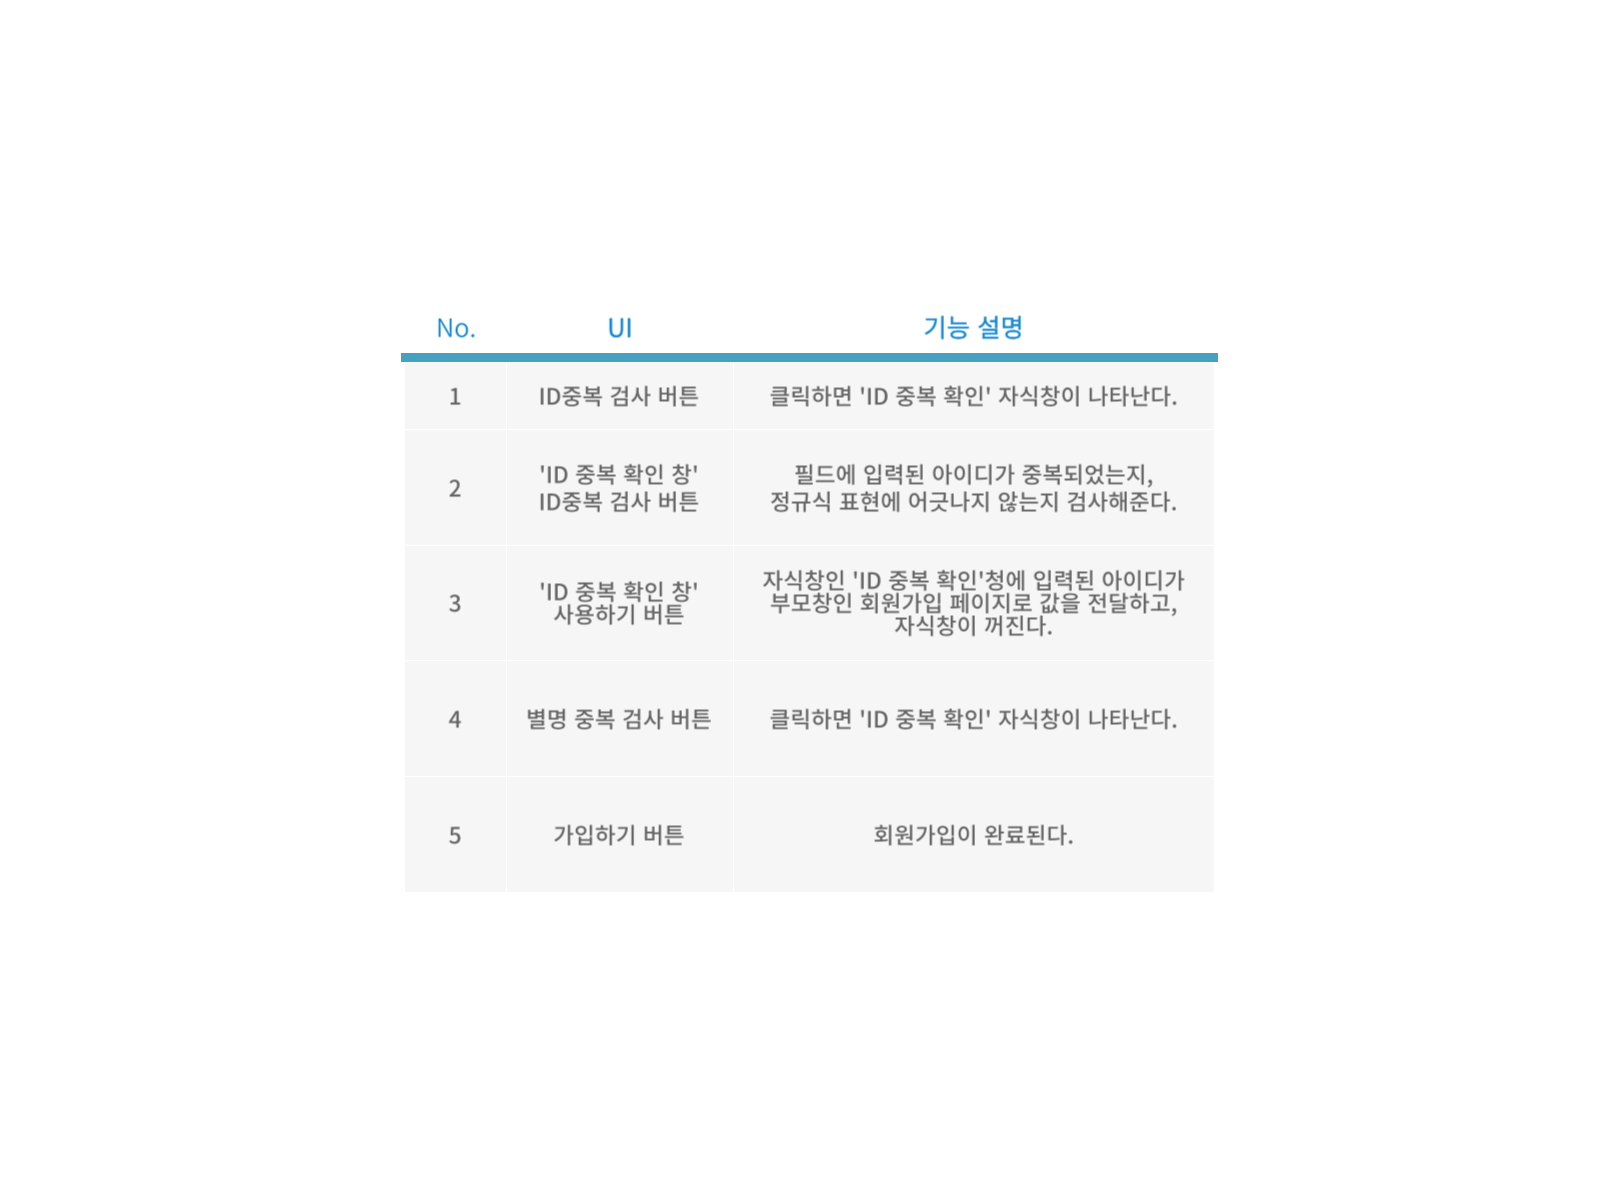 No. UI 기능 설명
1 ID중복 검사 버튼 클릭하면 'ID 중복 확인' 자식창이 나타난다.
2 'ID 중복 확인 창' ID중복 검사 버튼 필드에 입력된 아이디가 중복되었는지,
정규식 표현에 어긋나지 않는지 검사해준다.
3 'ID 중복 확인 창' 사용하기 버튼 자식창인 'ID 중복 확인'청에 입력된 아이디가
부모창인 회원가입 페이지로 값을 전달하고,
자식창이 꺼진다.
4 별명 중복 검사 버튼 클릭하면 'ID 중복 확인' 자식창이 나타난다.
5 가입하기 버튼 회원가입이 완료된다.